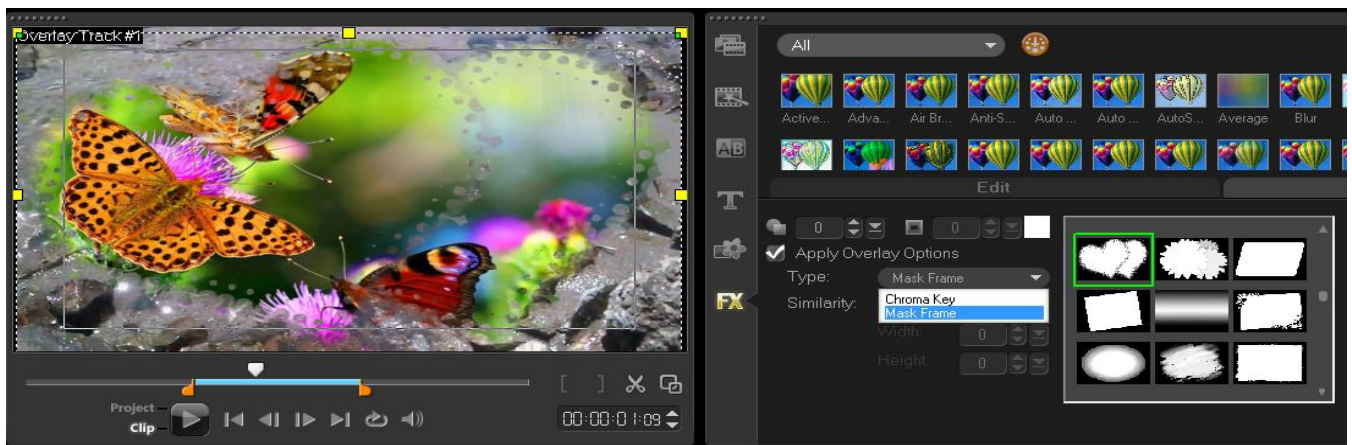 Overlay Track #1
Project
Clip
00:00:01:09
AB
T
FX
All
Active...
Adva...
Air Br...
Anti-S...
Auto ...
Auto ...
AutoS...
Average
Blur
Edit
0
0
Apply Overlay Options
Type:
Mask Frame
Similarity:
Chroma Key
Mask Frame
Width:
0
Height:
0